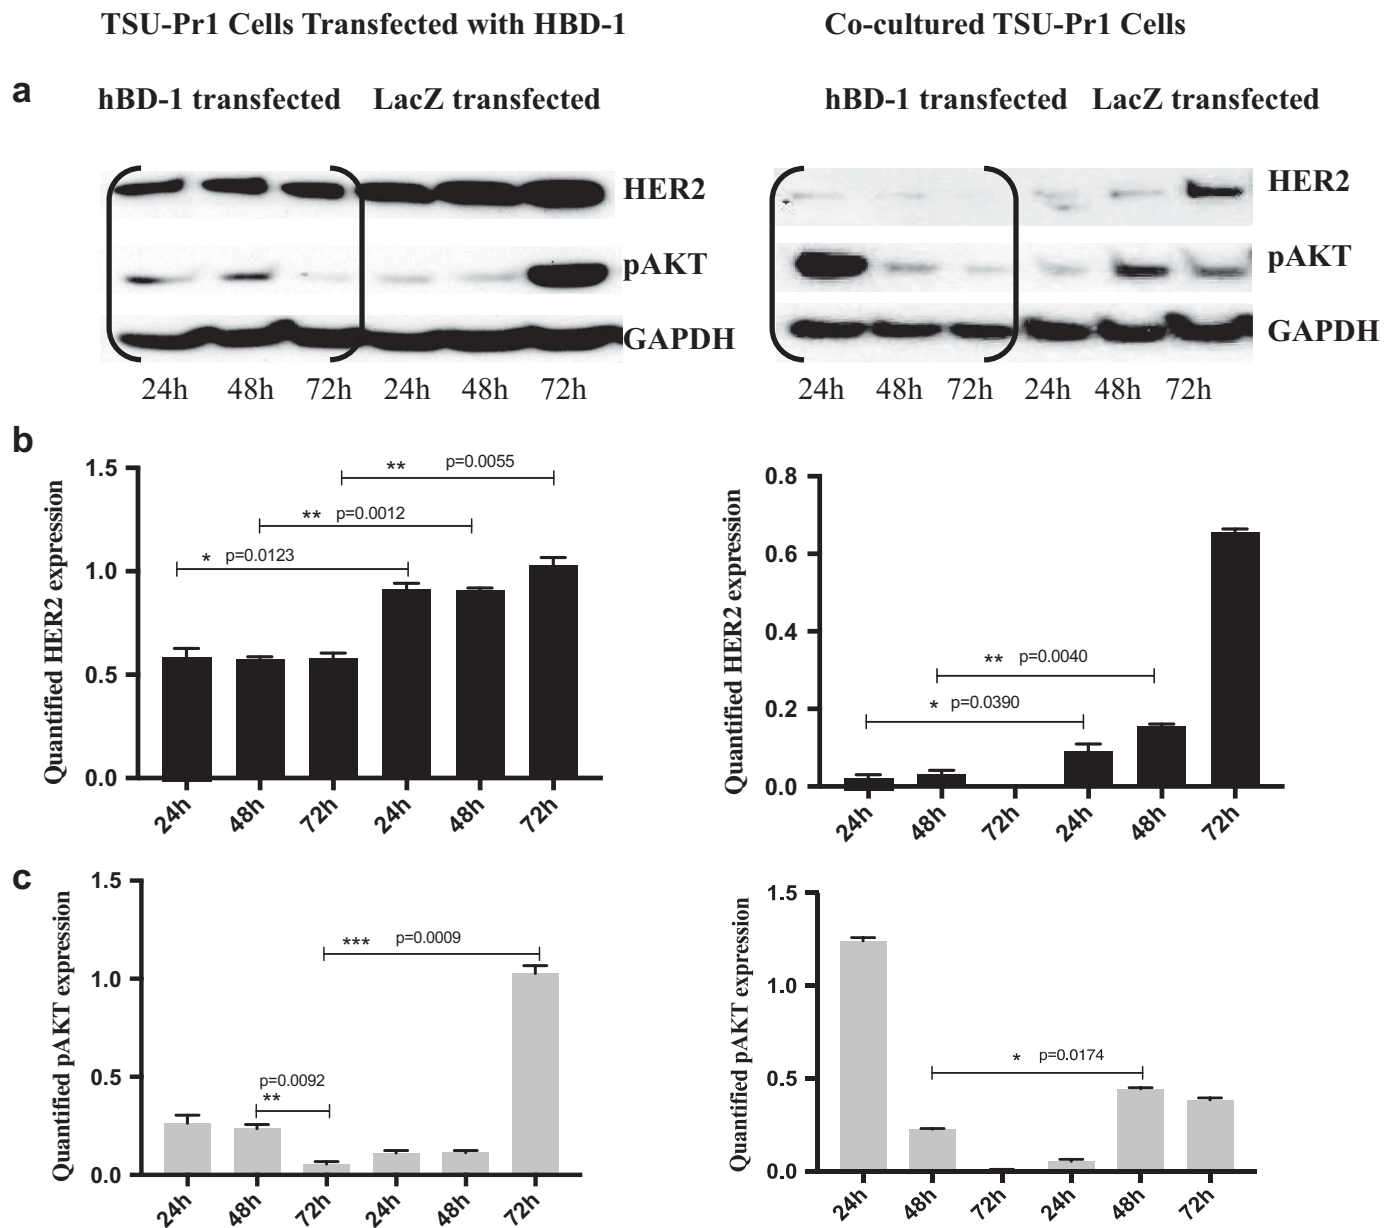 TSU-Pr1 Cells Transfected with HBD-1
Co-cultured TSU-Pr1 Cells
a
hBD-1 transfected LacZ transfected
HER2
pAKT
GAPDH
24h 48h 72h 24h 48h 72h
hBD-1 transfected LacZ transfected
HER2
pAKT
GAPDH
24h 48h 72h 24h 48h 72h
b
Quantified HER2 expression
1.5
1.0
0.5
0.0
** p=0.0055
** p=0.0012
* p=0.0123
24h 48h 72h 24h 48h 72h
Quantified HER2 expression
0.8
0.6
0.4
0.2
0.0
** p=0.0040
* p=0.0390
24h 48h 72h 24h 48h 72h
c
Quantified pAKT expression
1.5
1.0
0.5
0.0
*** p=0.0009
p=0.0092
**
24h 48h 72h 24h 48h 72h
Quantified pAKT expression
1.5
1.0
0.5
0.0
* p=0.0174
24h 48h 72h 24h 48h 72h